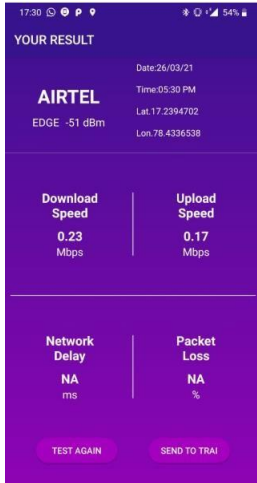 17:30 54%
YOUR RESULT
AIRTEL
EDGE -51 dBm
Date:26/03/21
Time:05:30 PM
Lat.17.2394702
Lon.78.4336538
Download
Speed
0.23
Mbps
Upload
Speed
0.17
Mbps
Network
Delay
NA
ms
Packet
Loss
NA
%
TEST AGAIN
SEND TO TRAI